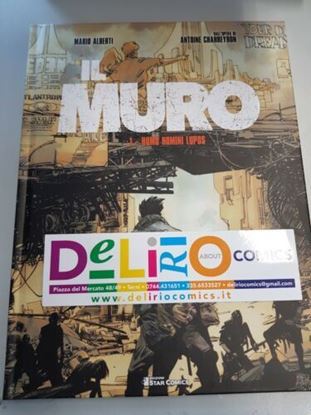 MARIO ALBERTI
DALL'OPERA DI
ANTOINE CHARREYRON
IL
MURO
1. HOMO HOMINI LUPUS
DELiRiO ABOUT COMICS
Piazza del Mercato 48/49 • Terni • 0744.431651 • 335.6533527 • deliriocomics@gmail.com
www.deliriocomics.it
EDIZIONI
STAR COMICS